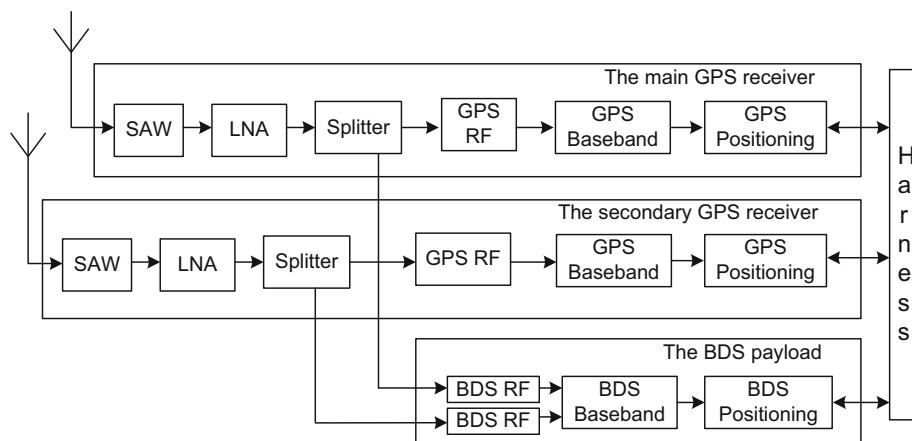 The main GPS receiver
SAW
LNA
Splitter
GPS
RF
GPS
Baseband
GPS
Positioning
Harness
The secondary GPS receiver
SAW
LNA
Splitter
GPS RF
GPS
Baseband
GPS
Positioning
The BDS payload
BDS RF
BDS RF
BDS
Baseband
BDS
Positioning